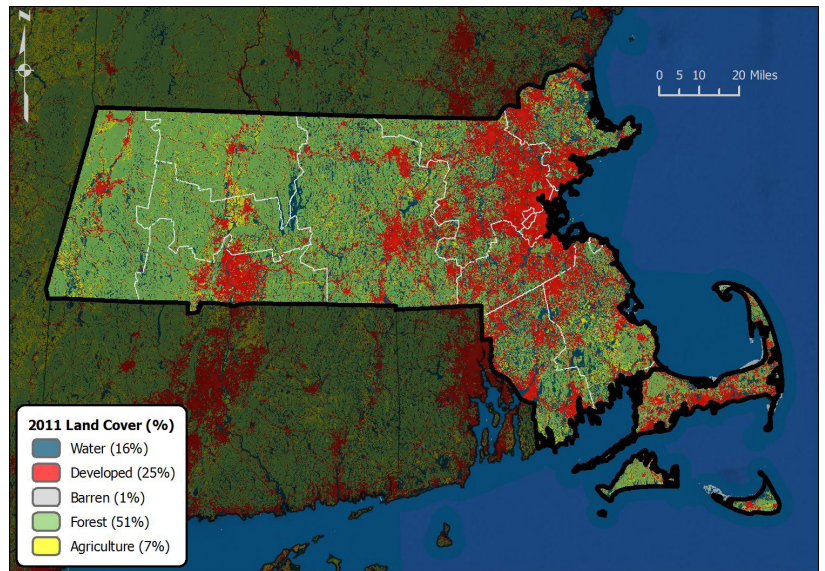 N
0 5 10 20 Miles
2011 Land Cover (%)
Water (16%)
Developed (25%)
Barren (1%)
Forest (51%)
Agriculture (7%)